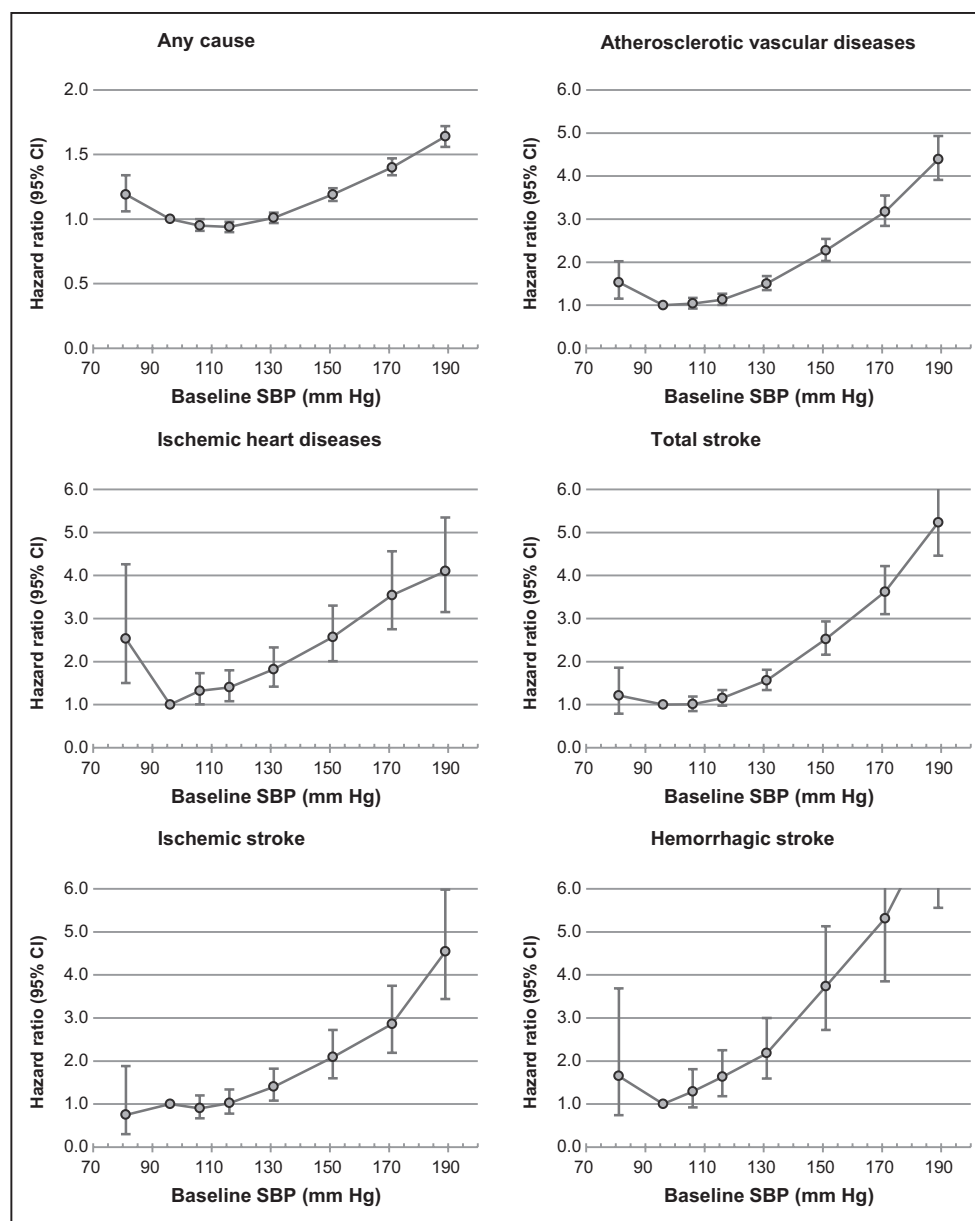 Any cause
Hazard ratio (95% CI)
2.0
1.5
1.0
0.5
0.0
70 90 110 130 150 170 190
Baseline SBP (mm Hg)
Atherosclerotic vascular diseases
Hazard ratio (95% CI)
6.0
5.0
4.0
3.0
2.0
1.0
0.0
70 90 110 130 150 170 190
Baseline SBP (mm Hg)
Ischemic heart diseases
Hazard ratio (95% CI)
6.0
5.0
4.0
3.0
2.0
1.0
0.0
70 90 110 130 150 170 190
Baseline SBP (mm Hg)
Total stroke
Hazard ratio (95% CI)
6.0
5.0
4.0
3.0
2.0
1.0
0.0
70 90 110 130 150 170 190
Baseline SBP (mm Hg)
Ischemic stroke
Hazard ratio (95% CI)
6.0
5.0
4.0
3.0
2.0
1.0
0.0
70 90 110 130 150 170 190
Baseline SBP (mm Hg)
Hemorrhagic stroke
Hazard ratio (95% CI)
6.0
5.0
4.0
3.0
2.0
1.0
0.0
70 90 110 130 150 170 190
Baseline SBP (mm Hg)